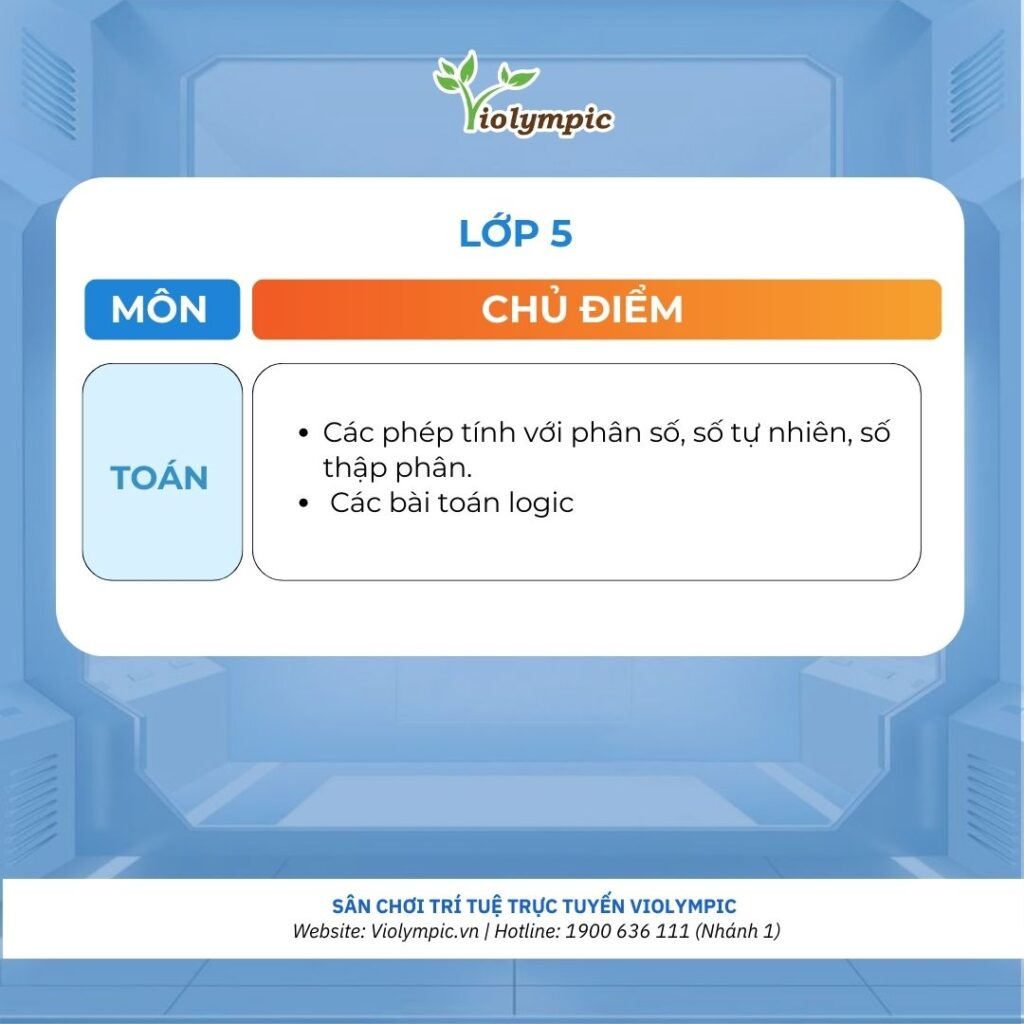 Violympic
LỚP 5
MÔN
CHỦ ĐIỂM
TOÁN
• Các phép tính với phân số, số tự nhiên, số
thập phân.
• Các bài toán logic
SÂN CHƠI TRÍ TUỆ TRỰC TUYẾN VIOLYMPIC
Website: Violympic.vn | Hotline: 1900 636 111 (Nhánh 1)